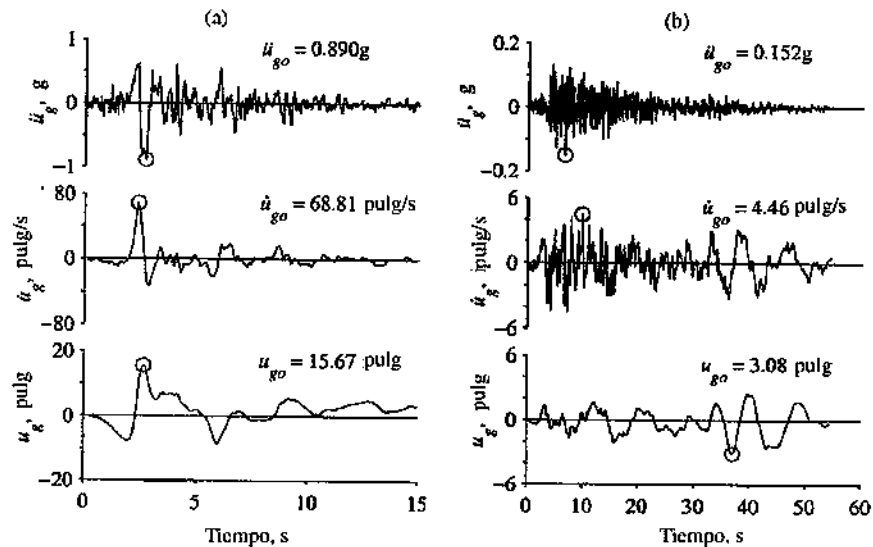 (a)
ü_go = 0.890g
ü_g, g
1
0
−1
u̇_go = 68.81 pulg/s
u̇_g, pulg/s
80
0
−80
u_go = 15.67 pulg
u_g, pulg
20
0
−20
0 5 10 15
Tiempo, s
(b)
ü_go = 0.152g
ü_g, g
0.2
0
−0.2
u̇_go = 4.46 pulg/s
u̇_g, pulg/s
6
0
−6
u_go = 3.08 pulg
u_g, pulg
6
0
−6
0 10 20 30 40 50 60
Tiempo, s